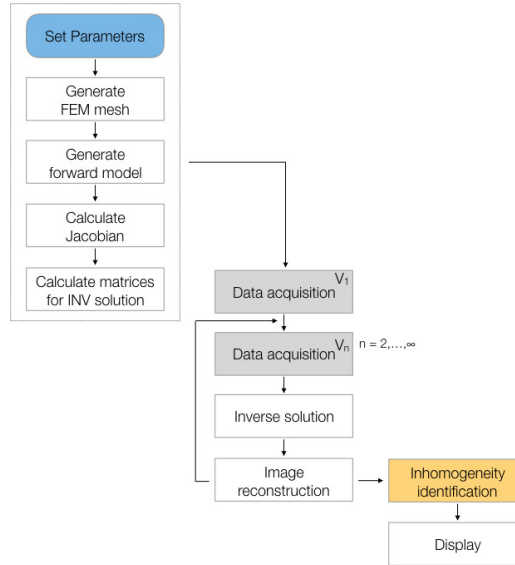 Set Parameters
Generate
FEM mesh
Generate
forward model
Calculate
Jacobian
Calculate matrices
for INV solution
V1
Data acquisition
Vn
Data acquisition
n = 2,...,∞
Inverse solution
Image
reconstruction
Inhomogeneity
identification
Display